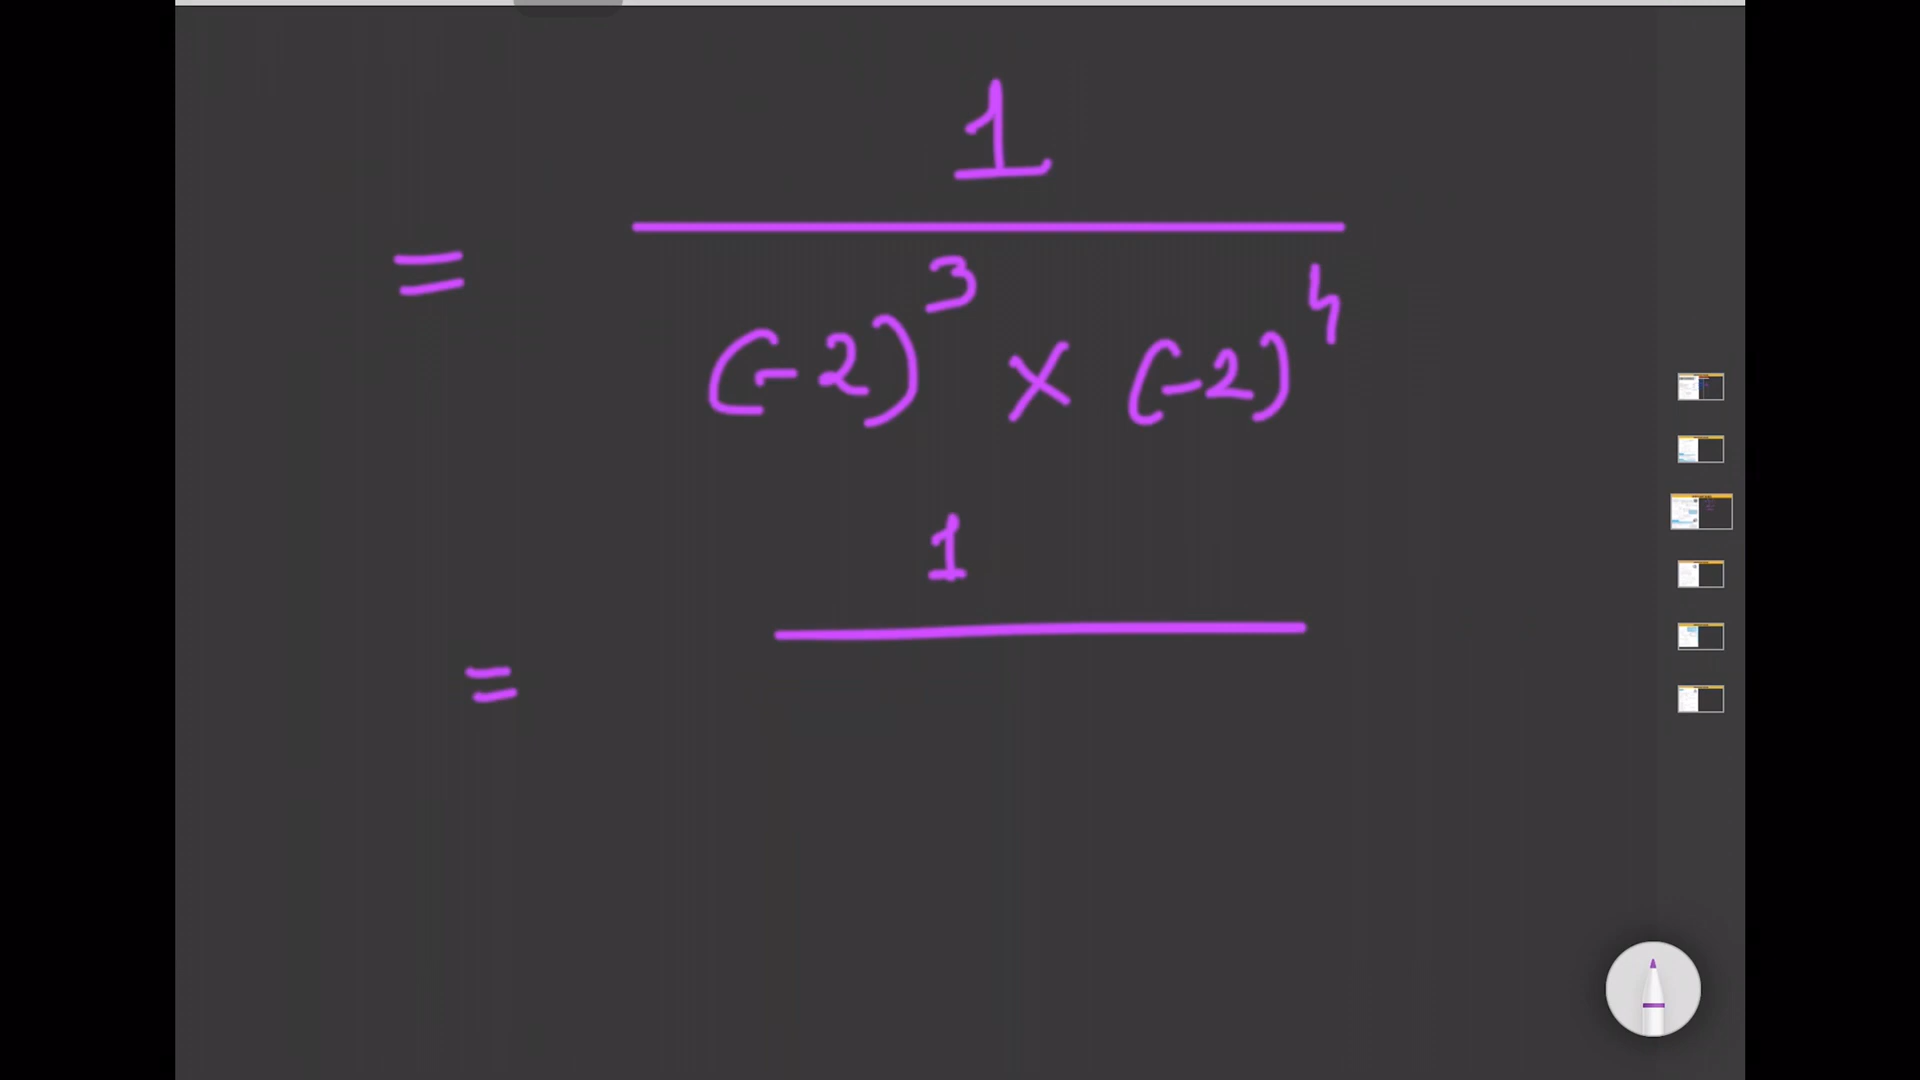 1
=
(-2)³ × (-2)⁴
1
=